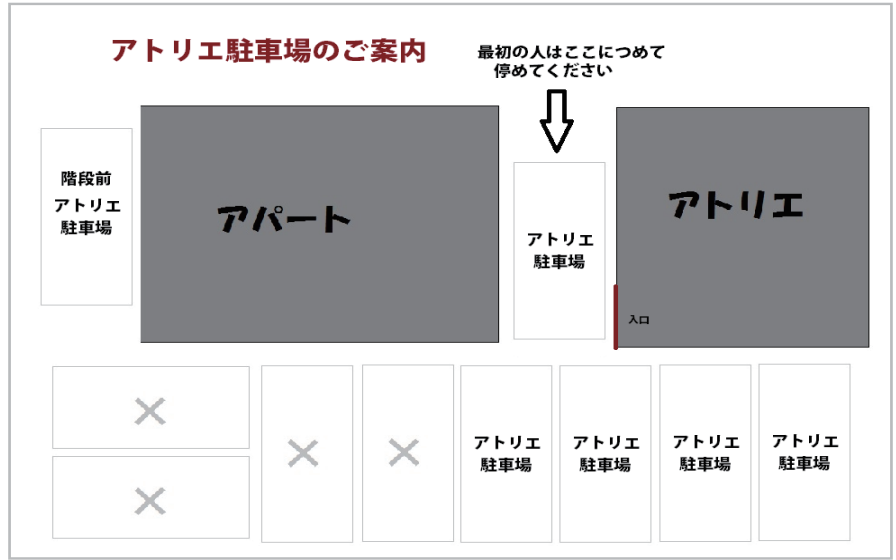 アトリエ駐車場のご案内
最初の人はここにつめて
停めてください
階段前
アトリエ
駐車場
アパート
アトリエ
駐車場
アトリエ
入口
×
×
×
×
アトリエ
駐車場
アトリエ
駐車場
アトリエ
駐車場
アトリエ
駐車場